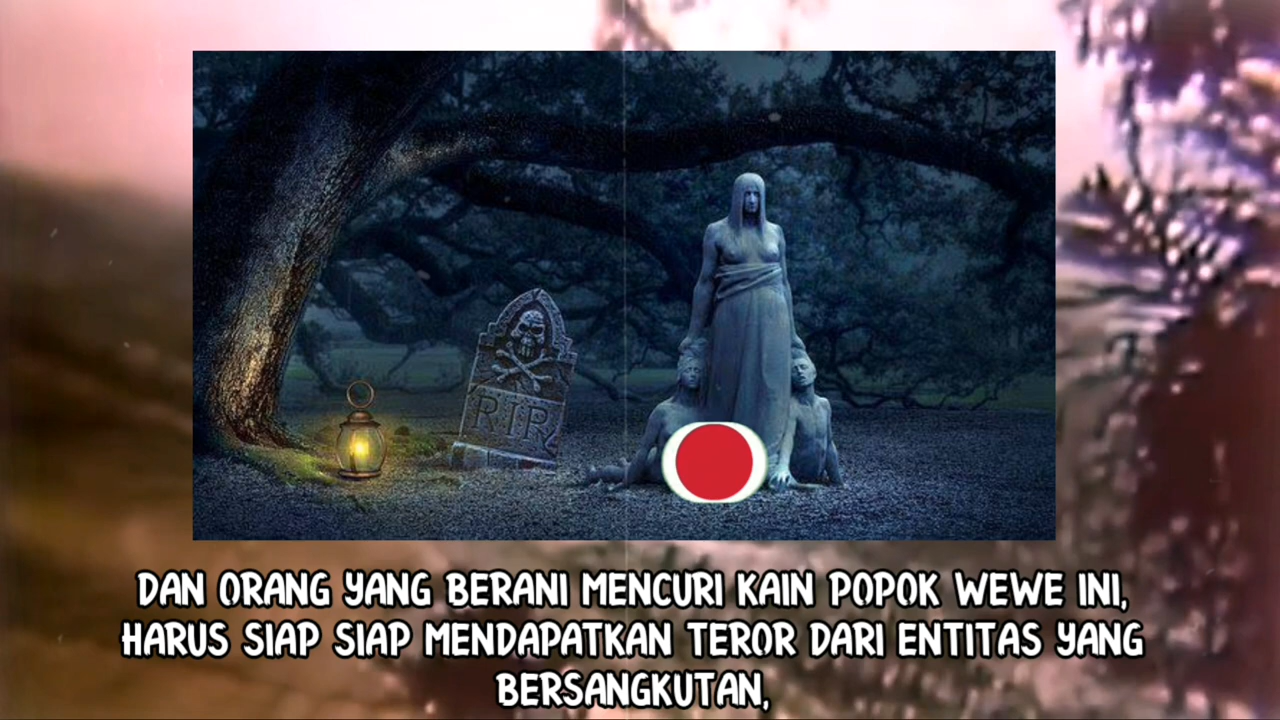 RIP
DAN ORANG YANG BERANI MENCURI KAIN POPOK WEWE INI,
HARUS SIAP SIAP MENDAPATKAN TEROR DARI ENTITAS YANG
BERSANGKUTAN,